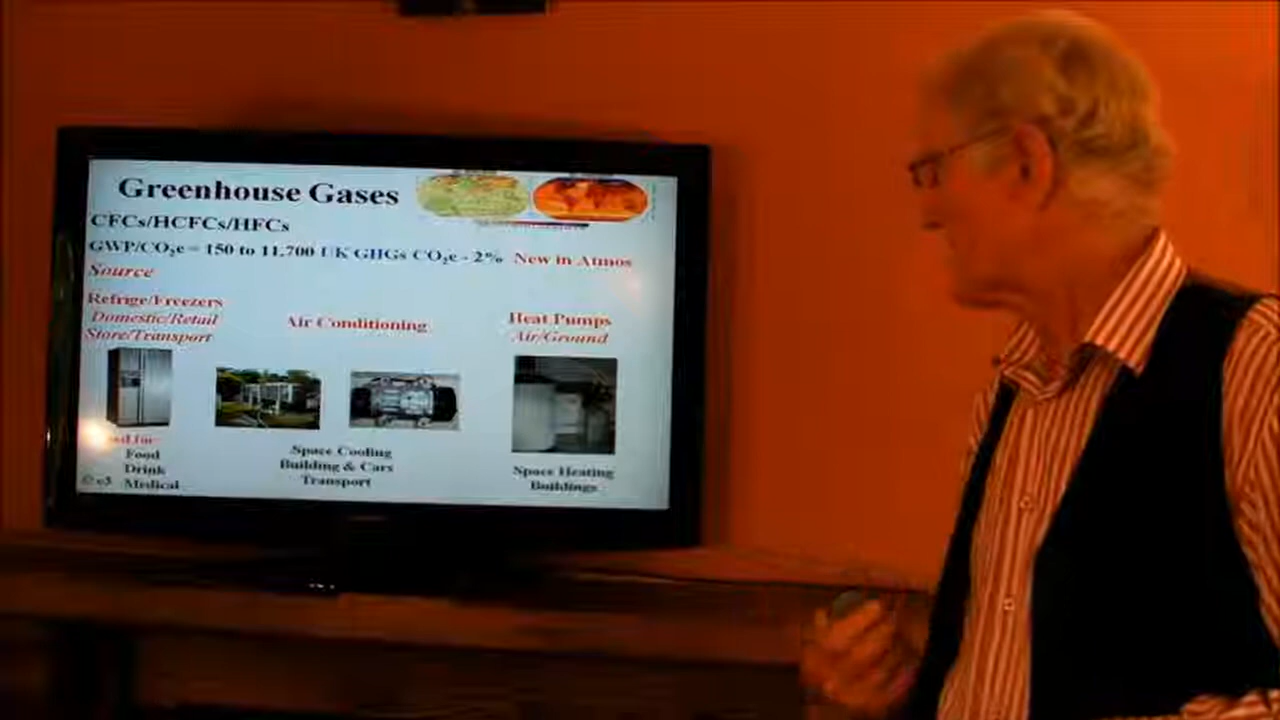 Greenhouse Gases
CFCs/HCFCs/HFCs
GWP/CO₂e = 150 to 11,700 UK GHGs CO₂e - 2% New in Atmos
Source
Refrige/Freezers
Domestic/Retail
Store/Transport
Air Conditioning
Heat Pumps
Air/Ground
for
Food
Drink
Medical
Space Cooling
Building & Cars
Transport
Space Heating
Buildings
© e3